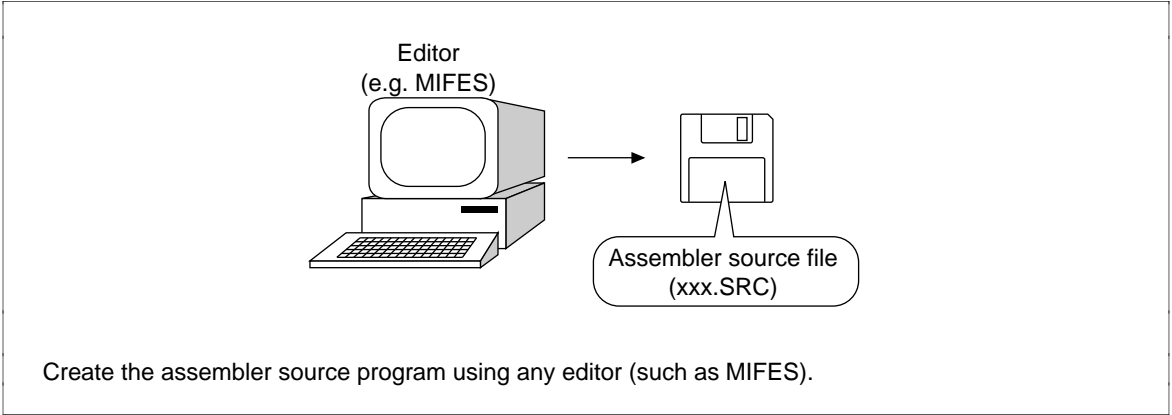 Editor
(e.g. MIFES)
Assembler source file
(xxx.SRC)
Create the assembler source program using any editor (such as MIFES).